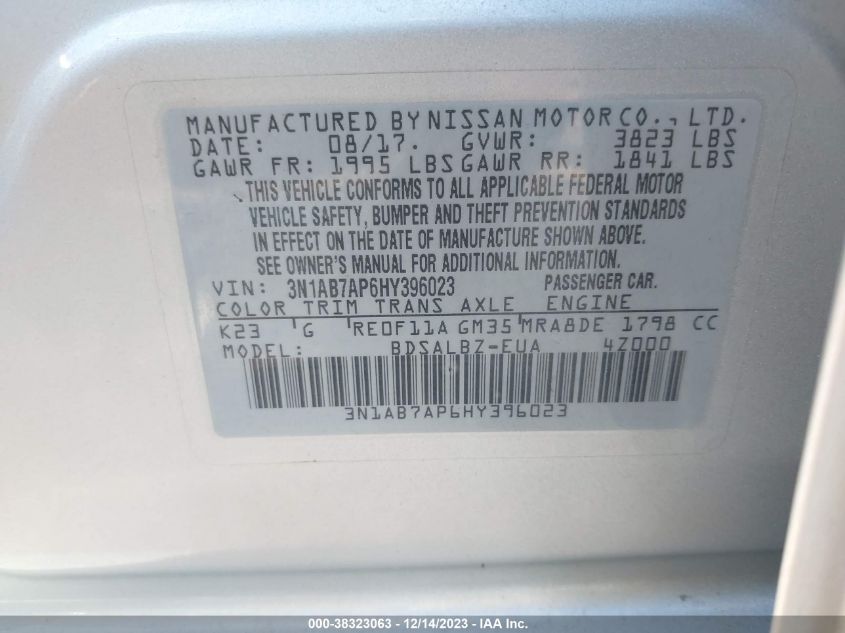 MANUFACTURED BY NISSAN MOTOR CO., LTD.
DATE: 08/17. GVWR: 3823 LBS
GAWR FR: 1995 LBS GAWR RR: 1841 LBS
THIS VEHICLE CONFORMS TO ALL APPLICABLE FEDERAL MOTOR
VEHICLE SAFETY, BUMPER AND THEFT PREVENTION STANDARDS
IN EFFECT ON THE DATE OF MANUFACTURE SHOWN ABOVE.
SEE OWNER'S MANUAL FOR ADDITIONAL INFORMATION.
VIN: 3N1AB7AP6HY396023 PASSENGER CAR.
COLOR TRIM TRANS AXLE ENGINE
K23 G RE0F11A GM35 MRA8DE 1798 CC
MODEL: BDSALBZ-EUA 4Z000
3N1AB7AP6HY396023
000-38323063 - 12/14/2023 - IAA Inc.